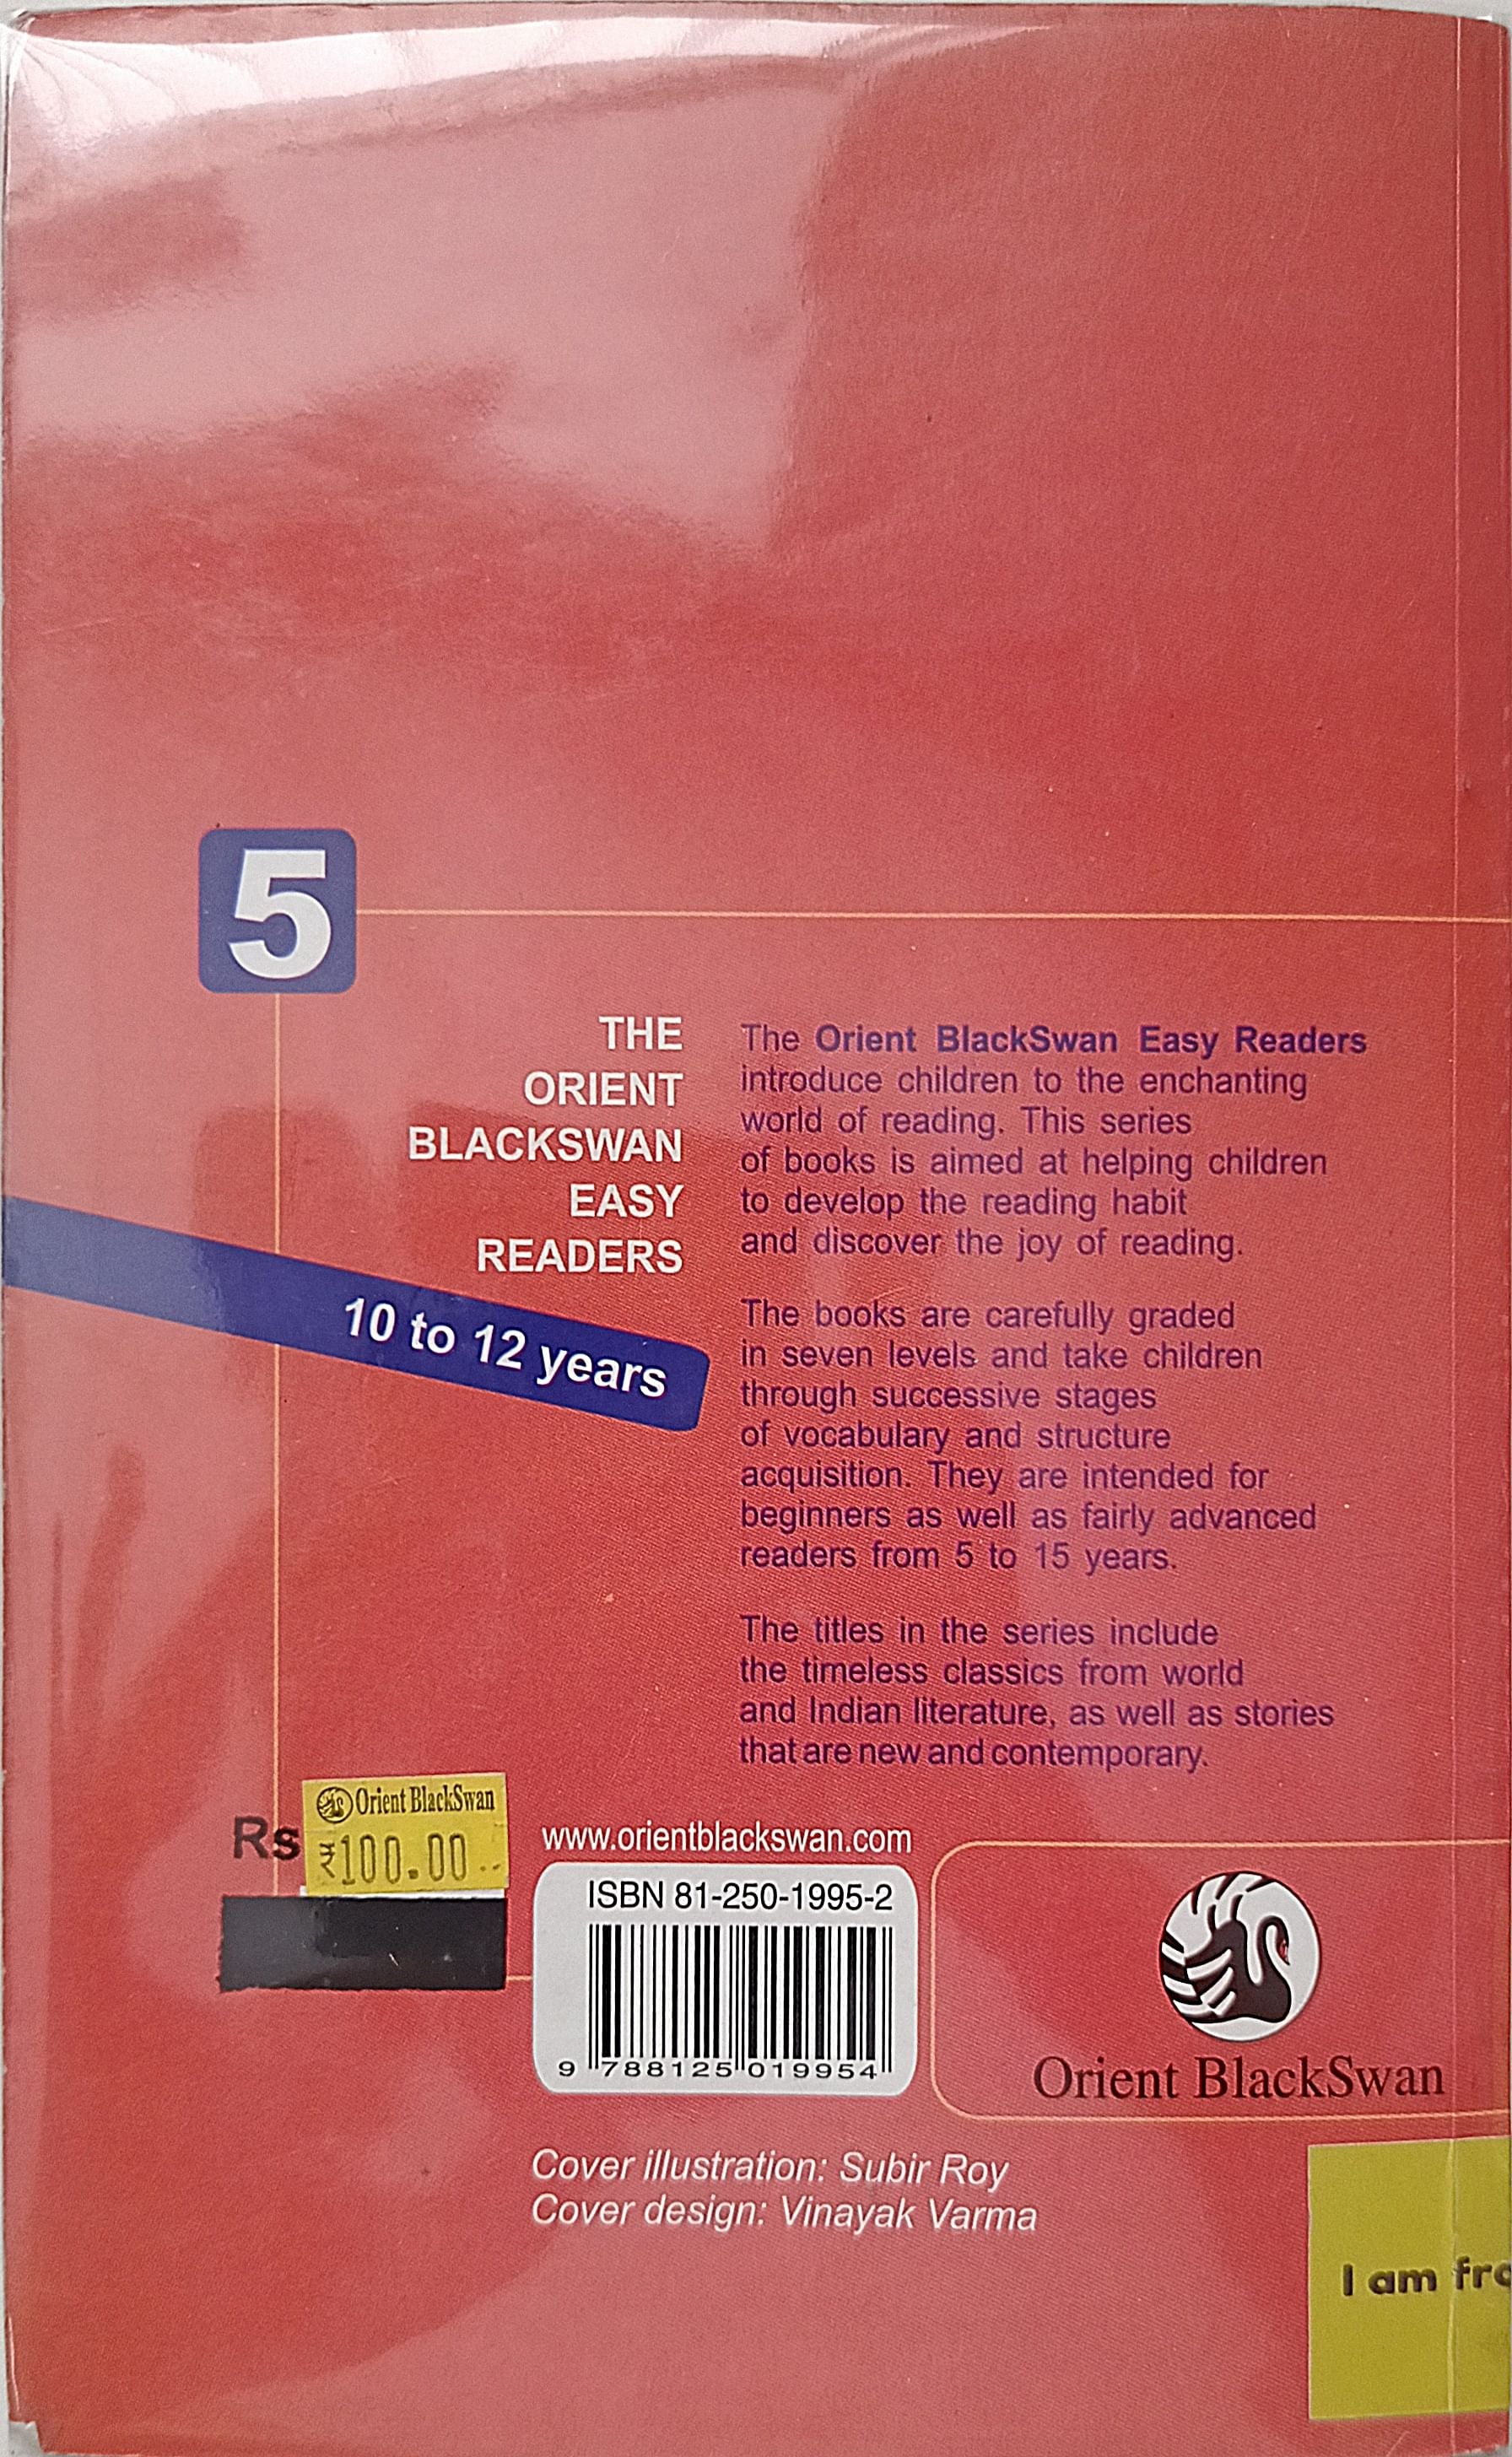 5
THE
ORIENT
BLACKSWAN
EASY
READERS
10 to 12 years
The Orient BlackSwan Easy Readers
introduce children to the enchanting
world of reading. This series
of books is aimed at helping children
to develop the reading habit
and discover the joy of reading.
The books are carefully graded
in seven levels and take children
through successive stages
of vocabulary and structure
acquisition. They are intended for
beginners as well as fairly advanced
readers from 5 to 15 years.
The titles in the series include
the timeless classics from world
and Indian literature, as well as stories
that are new and contemporary.
Orient BlackSwan
Rs ₹100.00
www.orientblackswan.com
ISBN 81-250-1995-2
9 788125 019954
Orient BlackSwan
Cover illustration: Subir Roy
Cover design: Vinayak Varma
I am